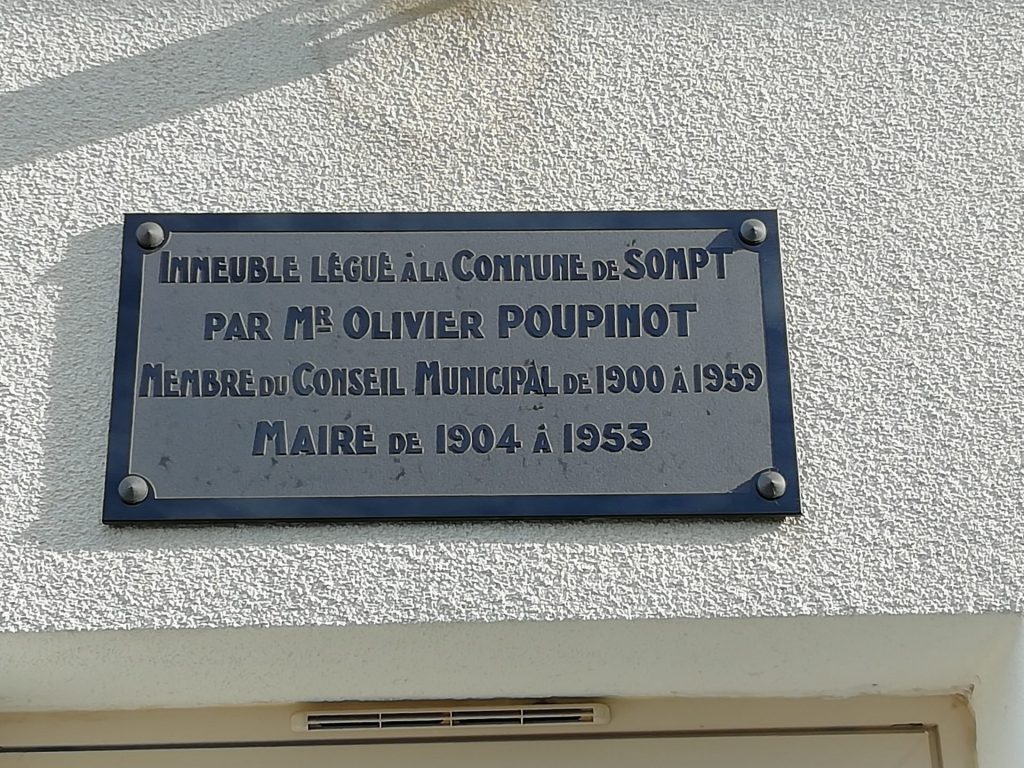 IMMEUBLE LÉGUÉ À LA COMMUNE DE SOMPT
PAR MR OLIVIER POUPINOT
MEMBRE DU CONSEIL MUNICIPAL DE 1900 À 1959
MAIRE DE 1904 À 1953